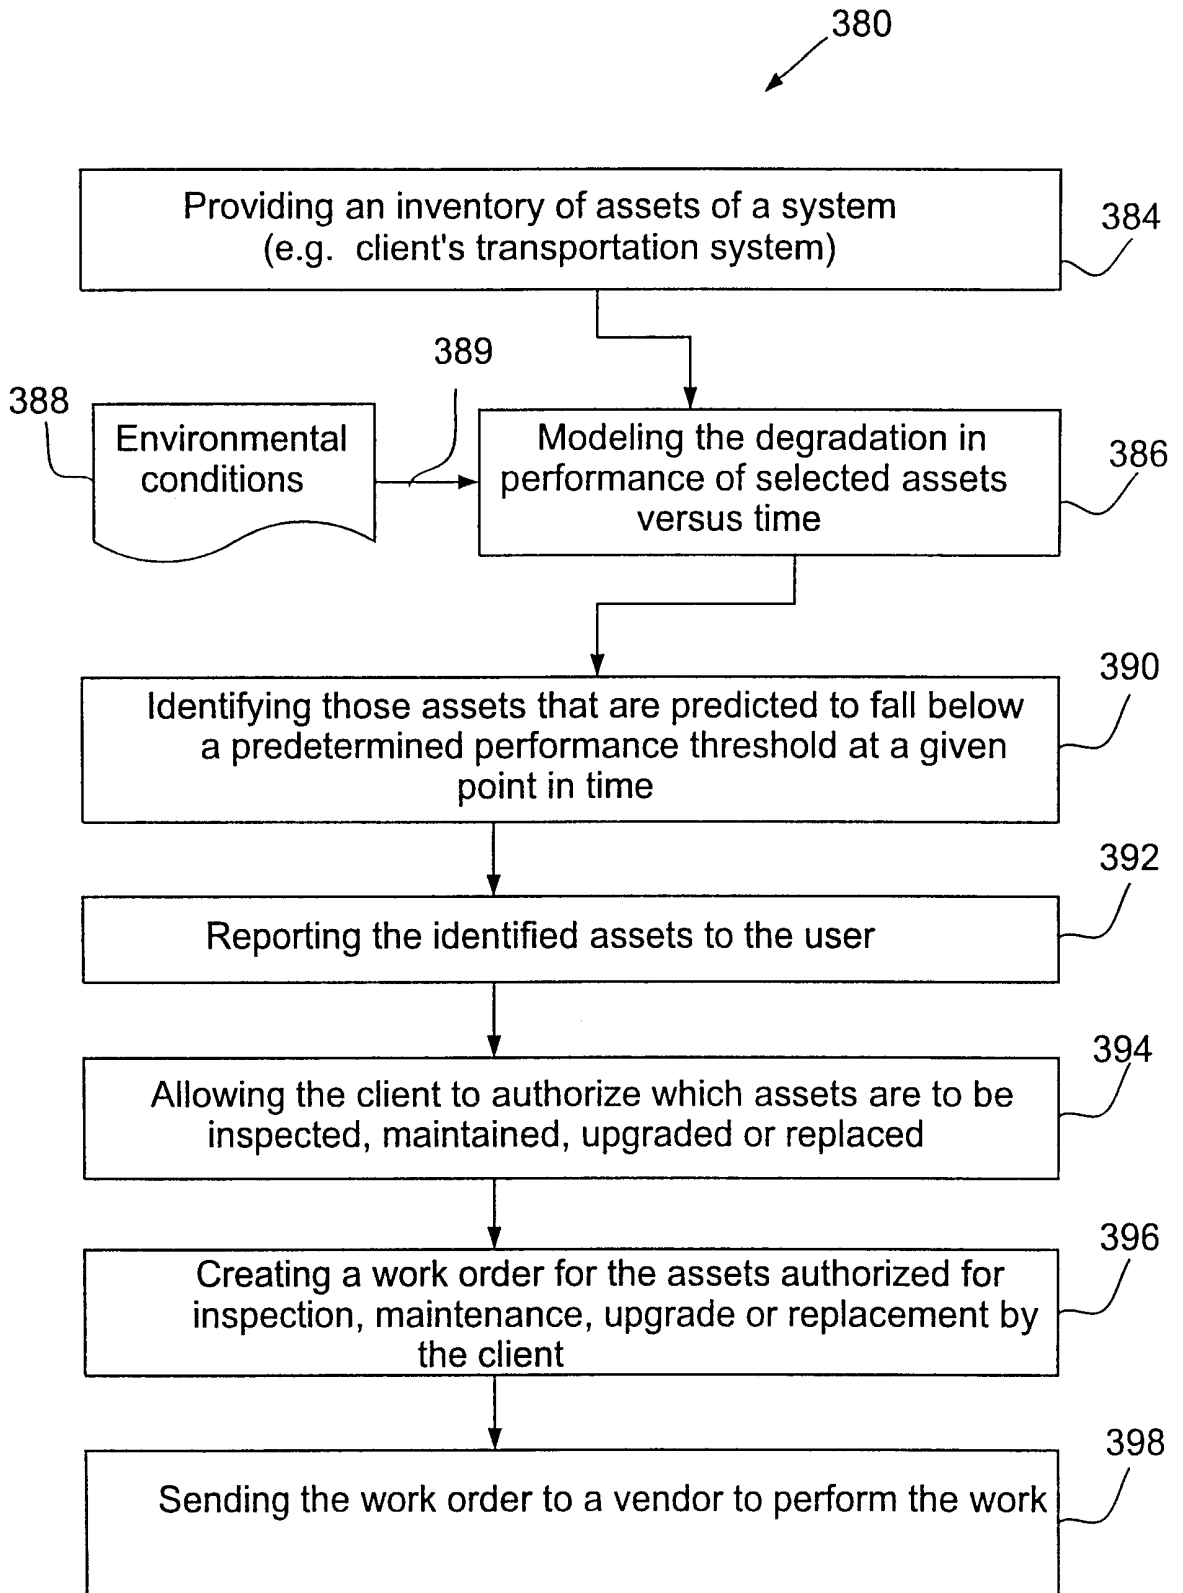 380
Providing an inventory of assets of a system
(e.g. client's transportation system)
384
389
388
Environmental
conditions
Modeling the degradation in
performance of selected assets
versus time
386
390
Identifying those assets that are predicted to fall below
a predetermined performance threshold at a given
point in time
392
Reporting the identified assets to the user
394
Allowing the client to authorize which assets are to be
inspected, maintained, upgraded or replaced
396
Creating a work order for the assets authorized for
inspection, maintenance, upgrade or replacement by
the client
398
Sending the work order to a vendor to perform the work